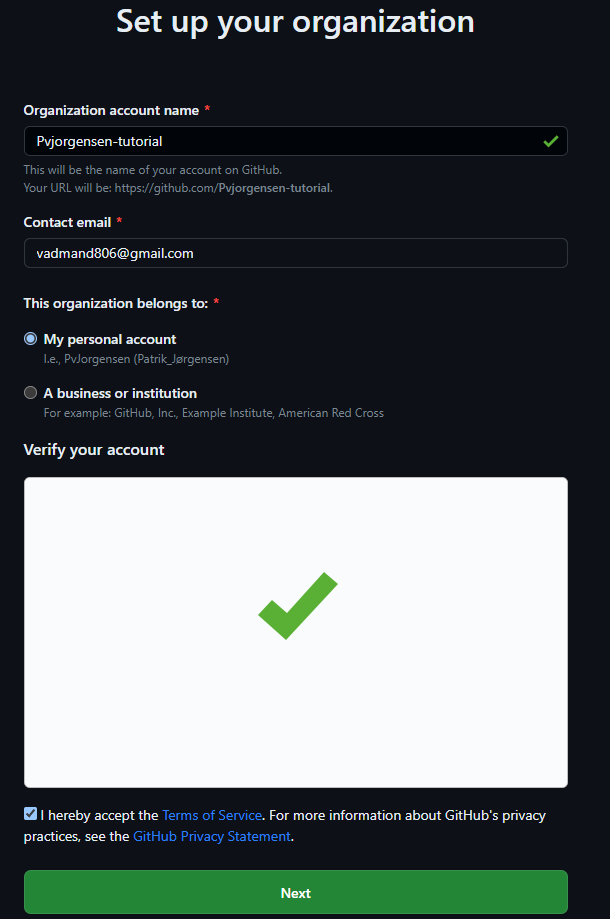 Set up your organization
Organization account name *
Pvjorgensen-tutorial
This will be the name of your account on GitHub.
Your URL will be: https://github.com/Pvjorgensen-tutorial.
Contact email *
vadmand806@gmail.com
This organization belongs to: *
My personal account
I.e., PvJorgensen (Patrik_Jørgensen)
A business or institution
For example: GitHub, Inc., Example Institute, American Red Cross
Verify your account
I hereby accept the Terms of Service. For more information about GitHub's privacy
practices, see the GitHub Privacy Statement.
Next